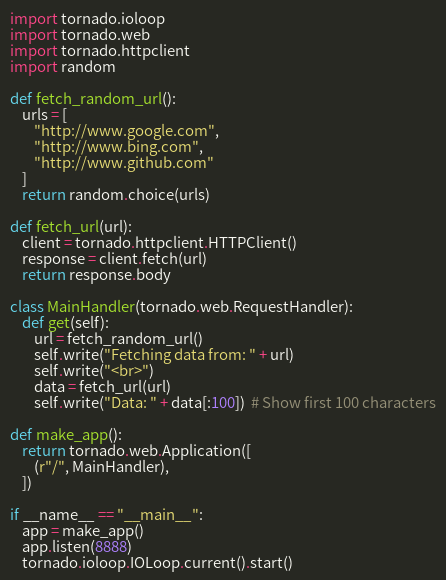 import tornado.ioloop
import tornado.web
import tornado.httpclient
import random

def fetch_random_url():
    urls = [
        "http://www.google.com",
        "http://www.bing.com",
        "http://www.github.com"
    ]
    return random.choice(urls)

def fetch_url(url):
    client = tornado.httpclient.HTTPClient()
    response = client.fetch(url)
    return response.body

class MainHandler(tornado.web.RequestHandler):
    def get(self):
        url = fetch_random_url()
        self.write("Fetching data from: " + url)
        self.write("<br>")
        data = fetch_url(url)
        self.write("Data: " + data[:100])  # Show first 100 characters

def make_app():
    return tornado.web.Application([
        (r"/", MainHandler),
    ])

if __name__ == "__main__":
    app = make_app()
    app.listen(8888)
    tornado.ioloop.IOLoop.current().start()